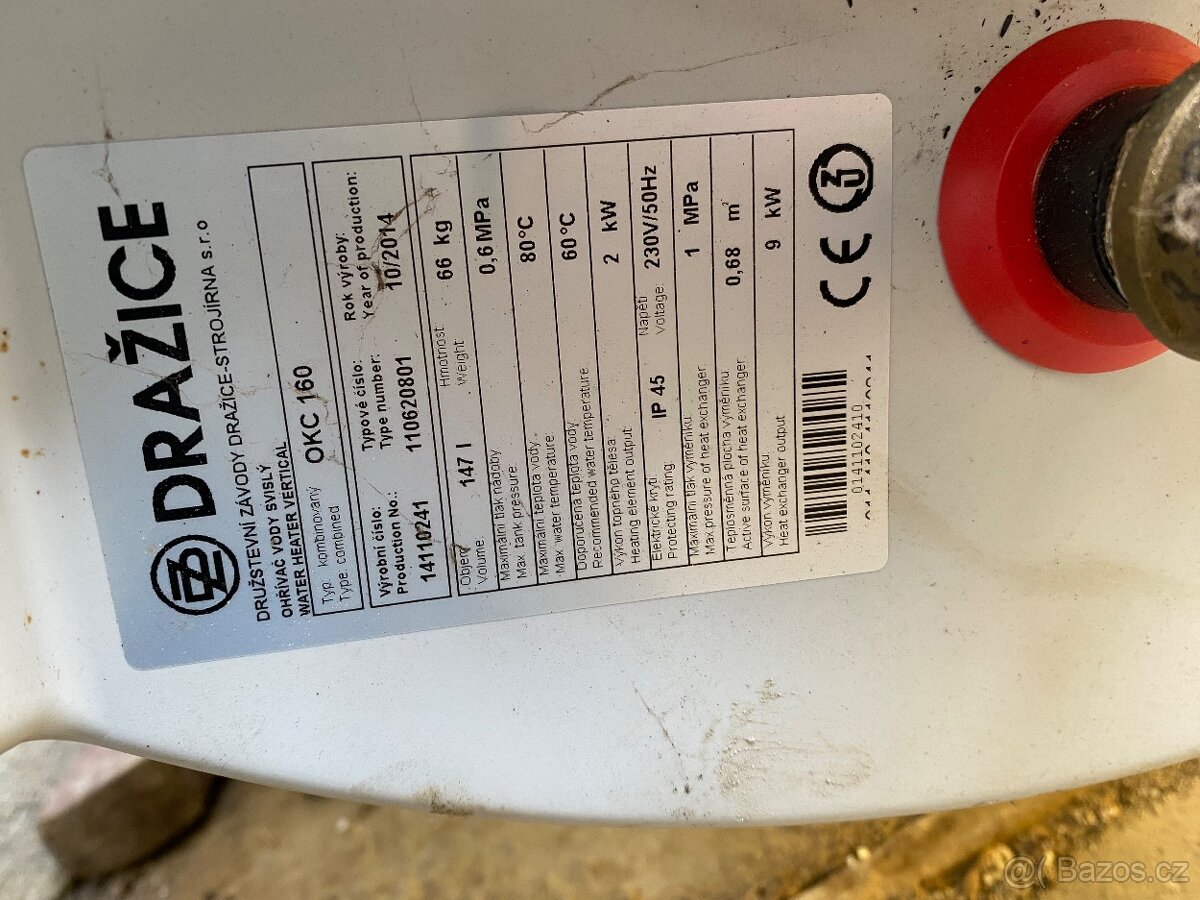 DZ DRAŽICE
DRUŽSTEVNÍ ZÁVODY DRAŽICE-STROJÍRNA s.r.o
OHŘÍVAČ VODY SVISLÝ
WATER HEATER VERTICAL
Typ. kombinovaný OKC 160
Type. combined
Výrobní číslo: Typové číslo: Rok výroby:
Production No.: Type number: Year of production:
14110241 110620801 10/2014
Objem 147 l Hmotnost 66 kg
Volume. Weight
Maximální tlak nádoby 0,6 MPa
Max. tank pressure.
Maximální teplota vody 80°C
Max. water temperature.
Doporučená teplota vody 60°C
Recommended water temperature
Výkon topného tělesa. 2 kW
Heating element output
Elektrické krytí: IP 45 Napětí 230V/50Hz
Protecting rating Voltage
Maximální tlak výměníku: 1 MPa
Max pressure of heat exchanger
Teplosměnná plocha výměníku 0,68 m²
Active surface of heat exchanger
Výkon výměníku. 9 kW
Heat exchanger output
0141102410
CE
@( Bazos.cz